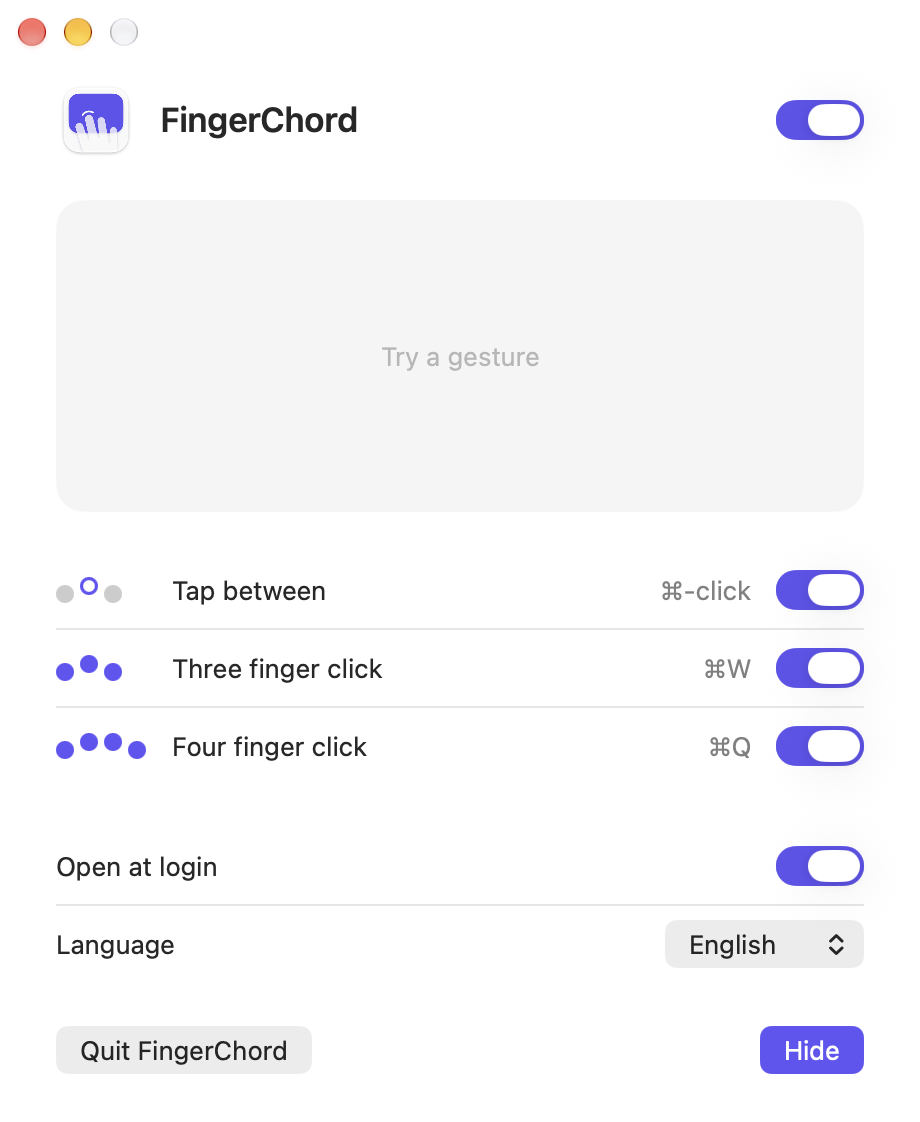 FingerChord
Try a gesture
Tap between ⌘-click
Three finger click ⌘W
Four finger click ⌘Q
Open at login
Language English
Quit FingerChord Hide